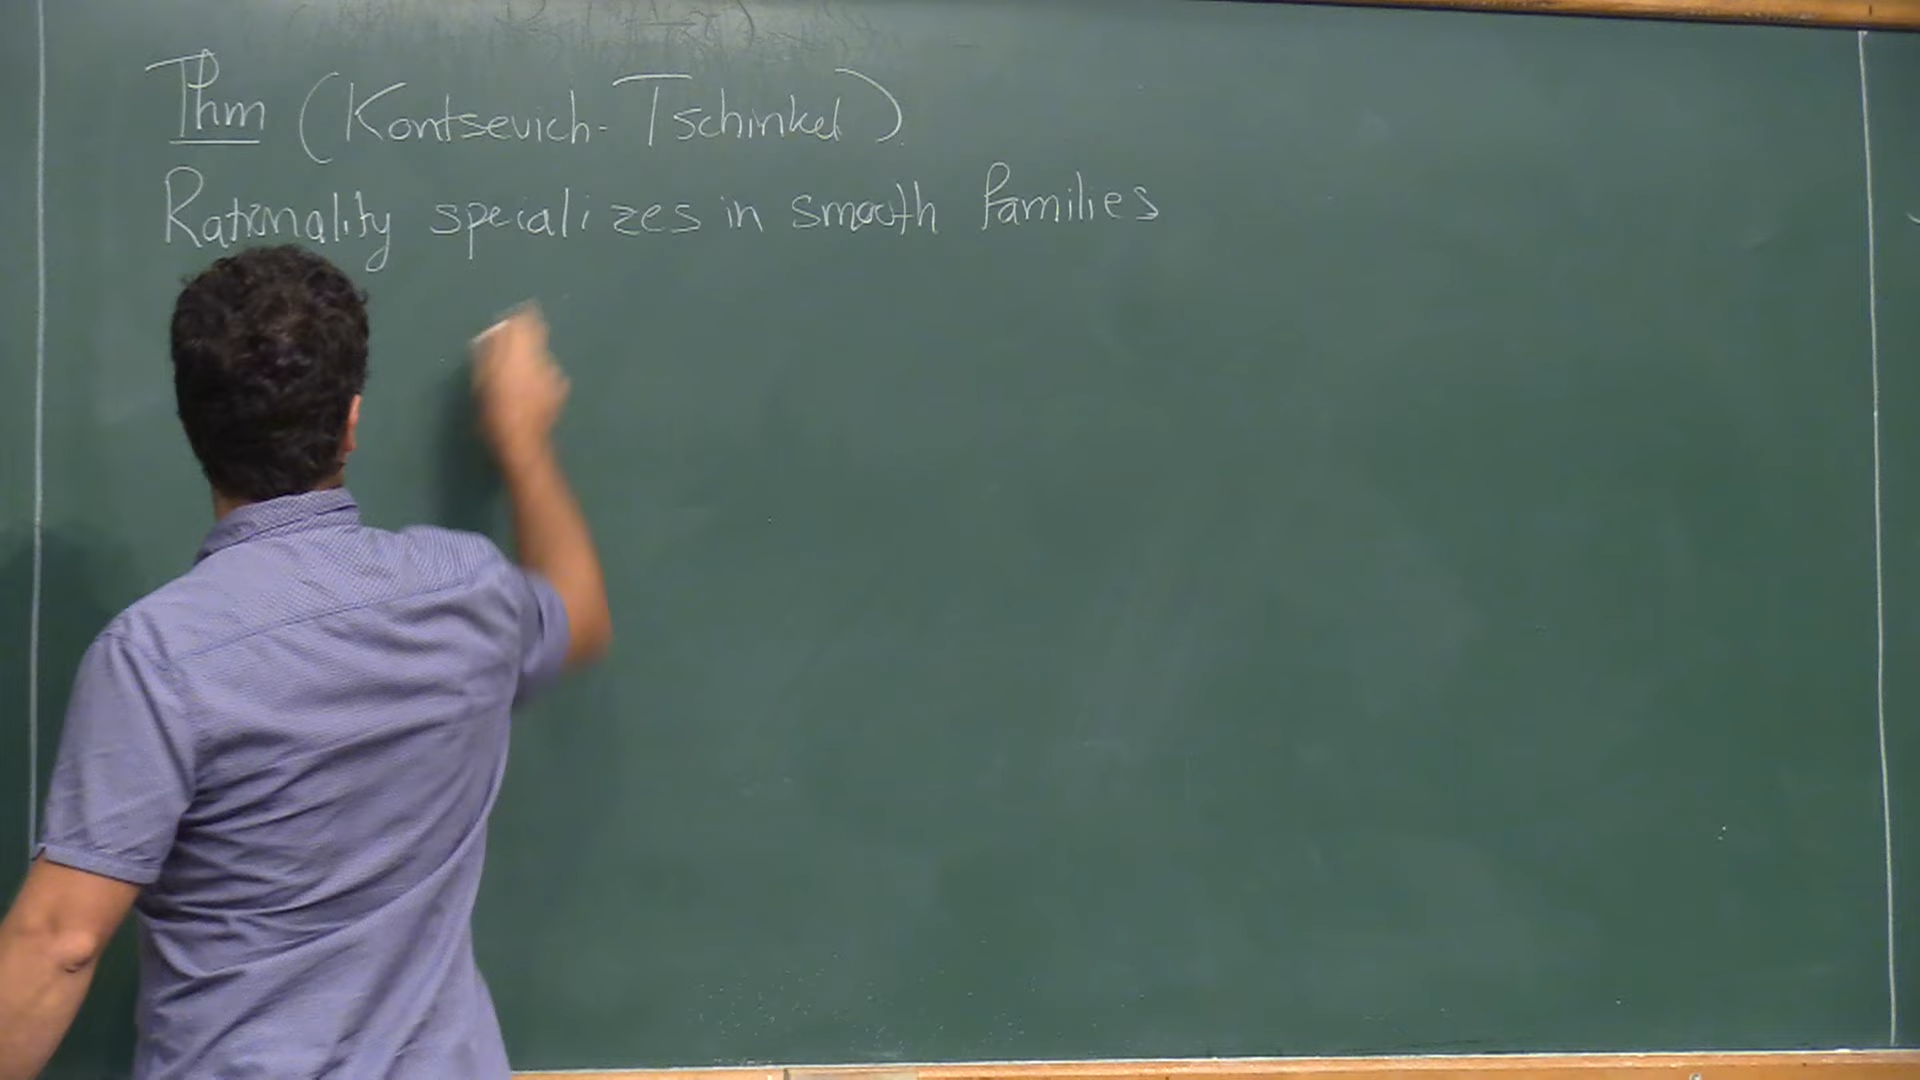 Thm (Kontsevich-Tschinkel).
Rationality specializes in smooth families